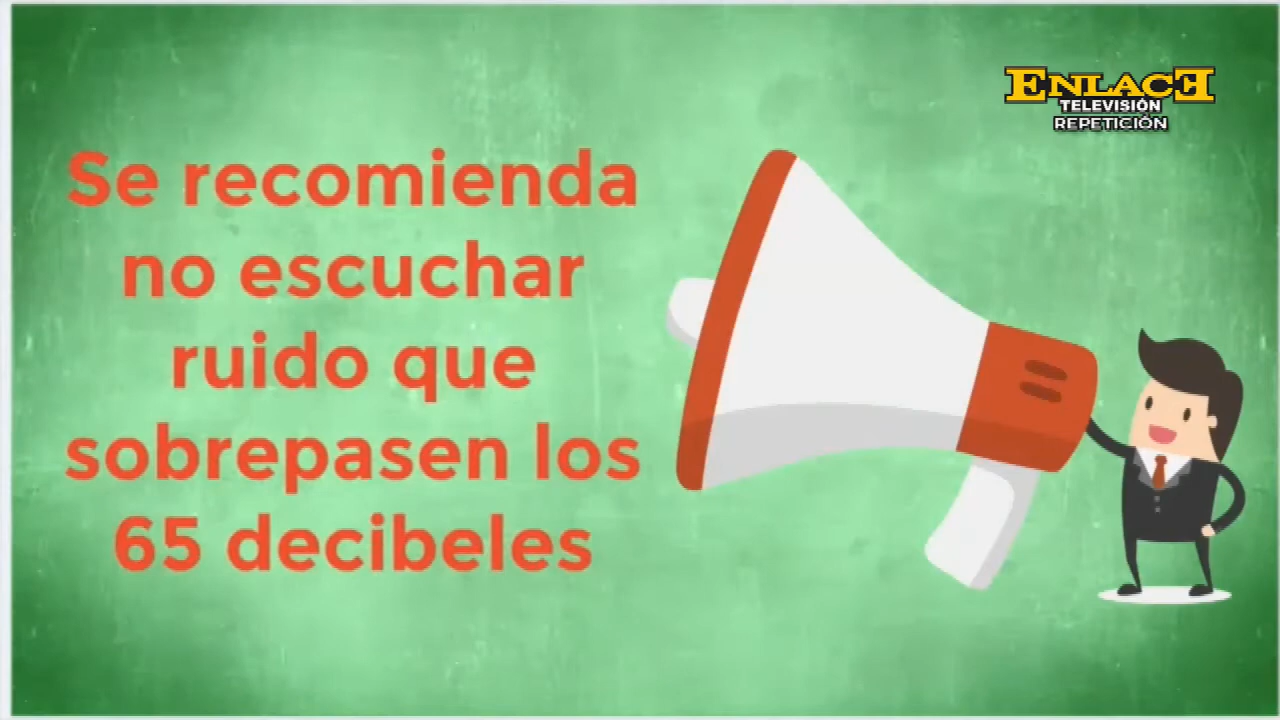 ENLACE
TELEVISIÓN
REPETICIÓN
Se recomienda
no escuchar
ruido que
sobrepasen los
65 decibeles